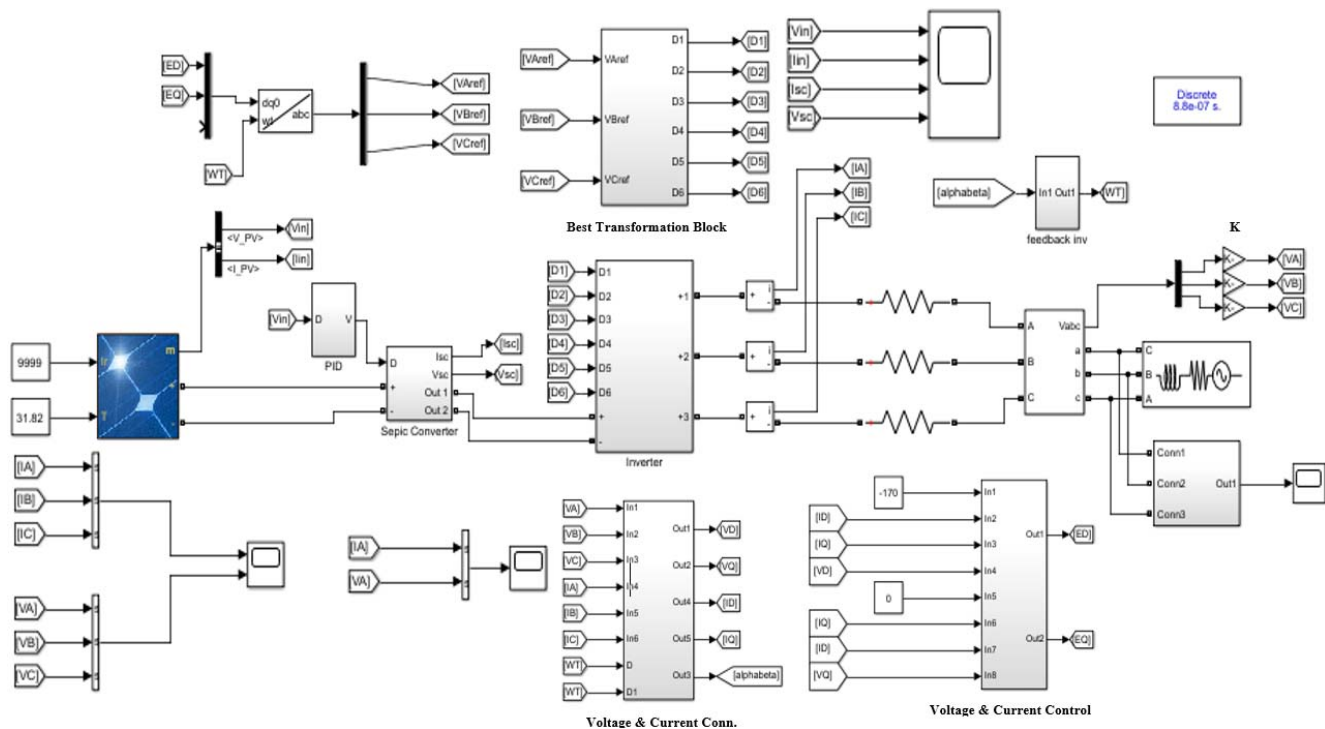 [ED]
[EQ]
[WT]
dq0
wt
abc
[VAref]
[VBref]
[VCref]
[VAref]
[VBref]
[VCref]
VAref
VBref
VCref
D1
D2
D3
D4
D5
D6
[D1]
[D2]
[D3]
[D4]
[D5]
[D6]
Best Transformation Block
[Vin]
[Iin]
[Isc]
[Vsc]
Discrete
8.8e-07 s.
[IA]
[IB]
[IC]
[alphabeta]
In1 Out1
[WT]
feedback inv
K
K-
K-
K-
[VA]
[VB]
[VC]
<V_PV>
<I_PV>
[Vin]
[Iin]
9999
31.82
Ir
T
m
+
-
[Vin]
D V
PID
D
+
-
Isc
Vsc
Out 1
Out 2
Sepic Converter
[Isc]
[Vsc]
[D1]
[D2]
[D3]
[D4]
[D5]
[D6]
D1
D2
D3
D4
D5
D6
+
-
+1
+2
+3
Inverter
+ i
-
+ i
-
+ i
-
A
B
C
Vabc
a
b
c
C
B
A
Conn1
Conn2
Conn3
Out1
[IA]
[IB]
[IC]
[VA]
[VB]
[VC]
[IA]
[VA]
[VA]
[VB]
[VC]
[IA]
[IB]
[IC]
[WT]
[WT]
In1
In2
In3
In4
In5
In6
D
D1
Out1
Out2
Out4
Out5
Out3
[VD]
[VQ]
[ID]
[IQ]
[alphabeta]
Voltage & Current Conn.
-170
[ID]
[IQ]
[VD]
0
[IQ]
[ID]
[VQ]
In1
In2
In3
In4
In5
In6
In7
In8
Out1
Out2
[ED]
[EQ]
Voltage & Current Control